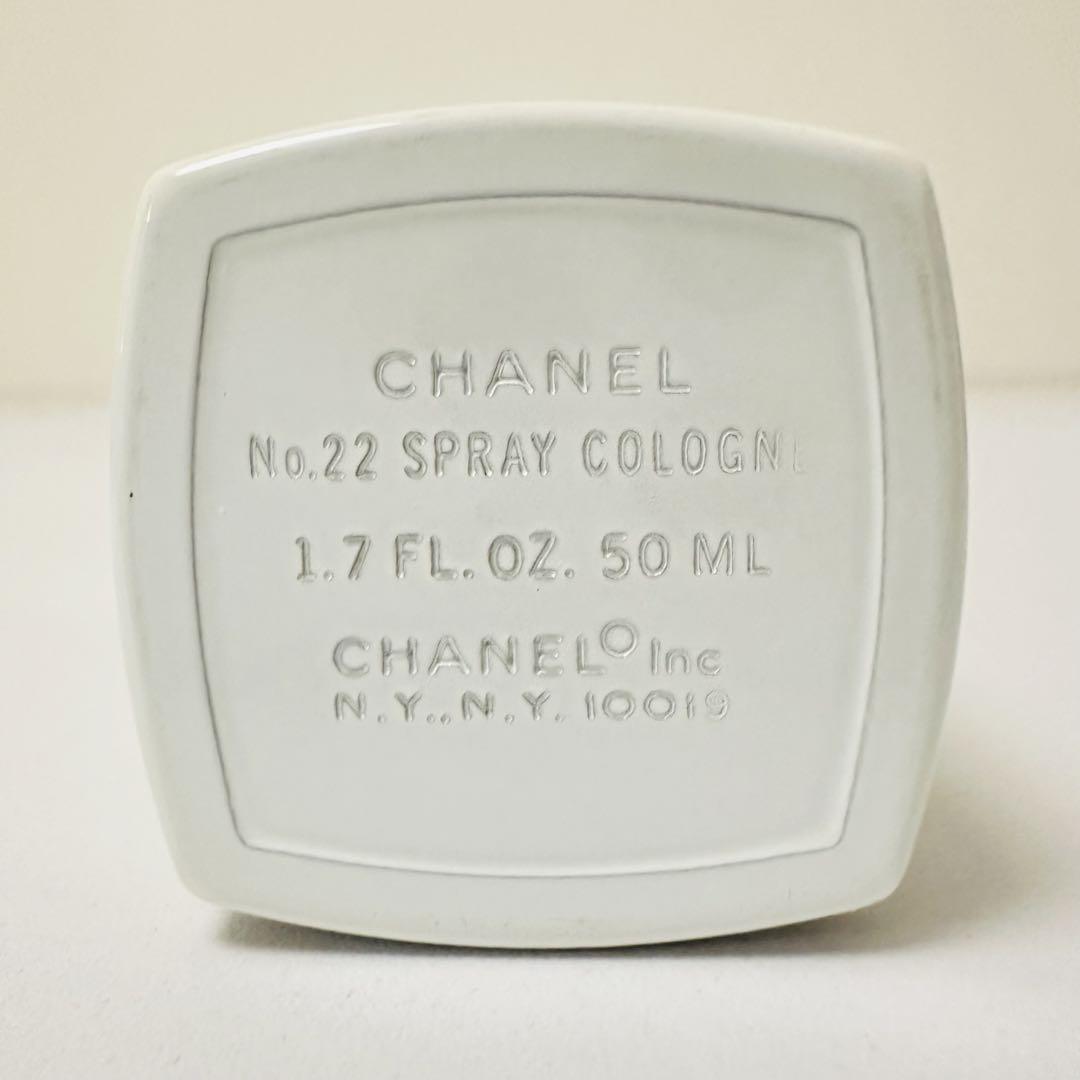 CHANEL
No.22 SPRAY COLOGNE
1.7 FL.OZ. 50 ML
CHANEL® Inc
N.Y., N.Y. 10019